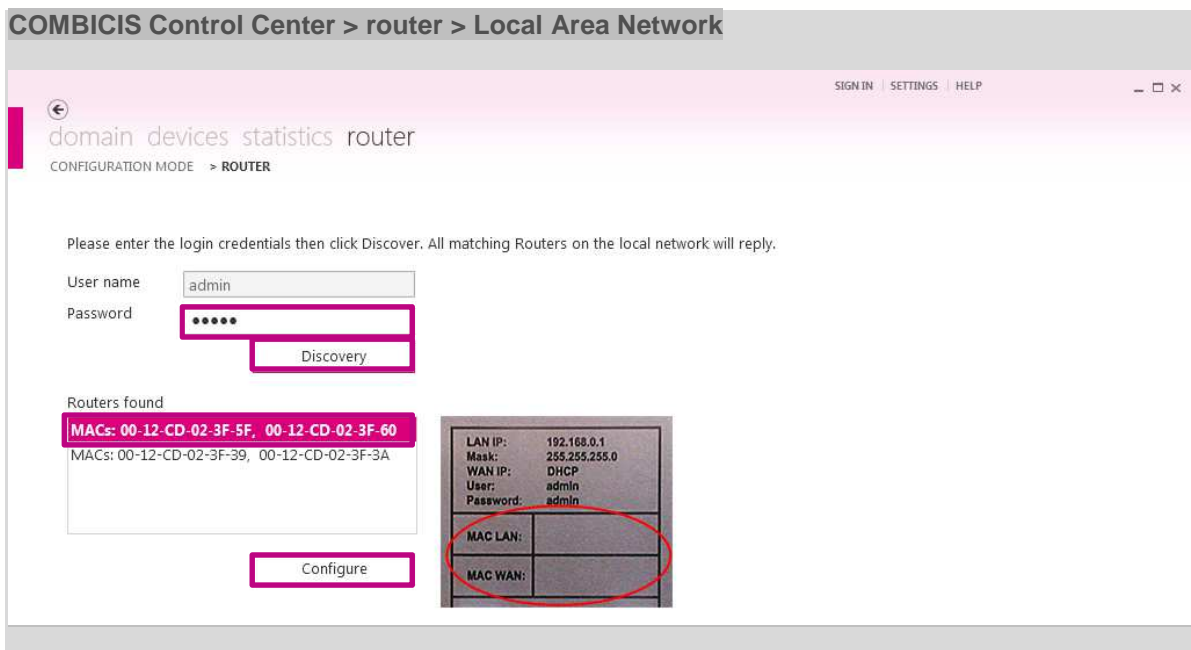 COMBICIS Control Center > router > Local Area Network
SIGN IN SETTINGS HELP
domain devices statistics router
CONFIGURATION MODE > ROUTER
Please enter the login credentials then click Discover. All matching Routers on the local network will reply.
User name admin
Password •••••
Discovery
Routers found
MACs: 00-12-CD-02-3F-5F, 00-12-CD-02-3F-60
MACs: 00-12-CD-02-3F-39, 00-12-CD-02-3F-3A
Configure
LAN IP: 192.168.0.1
Mask: 255.255.255.0
WAN IP: DHCP
User: admin
Password: admin
MAC LAN:
MAC WAN: